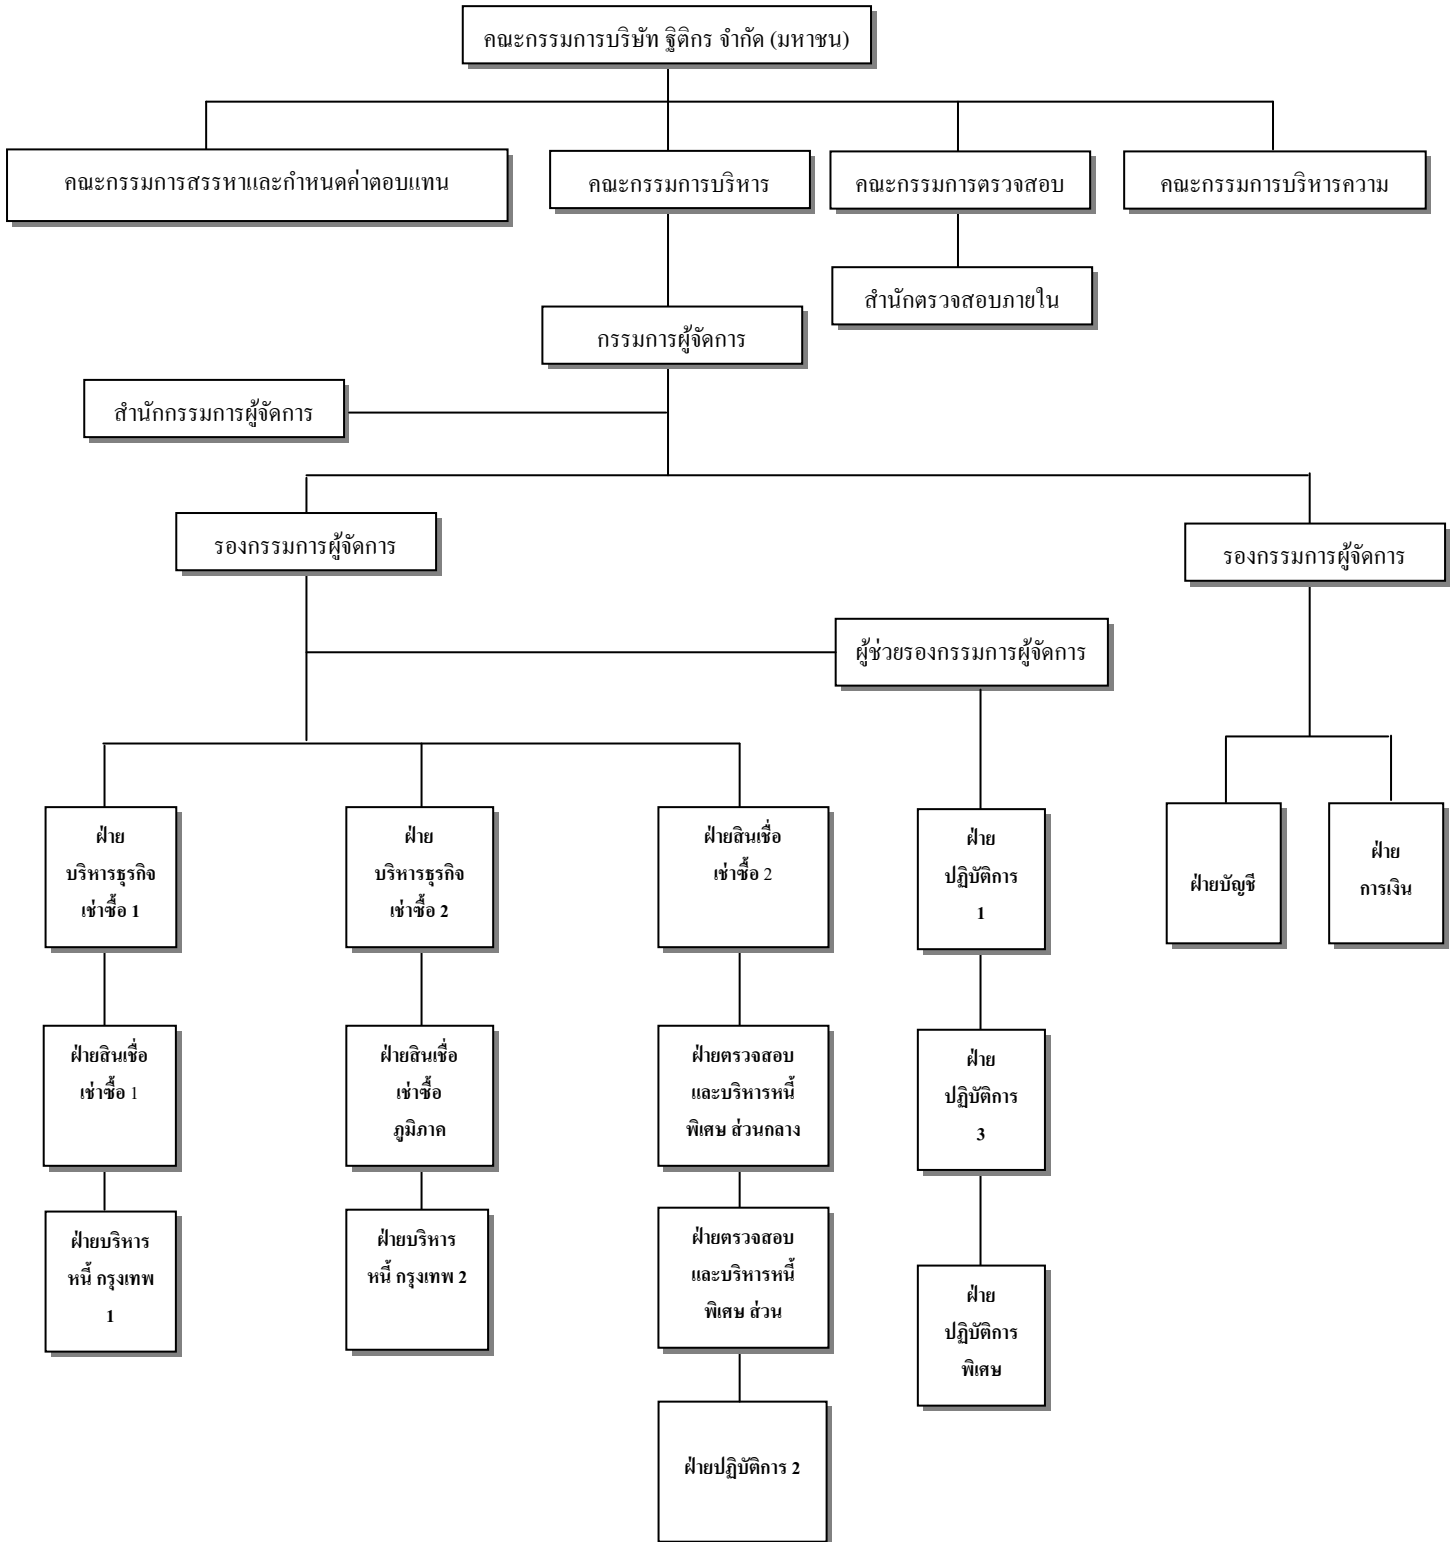 คณะกรรมการบริษัท ฐิติกร จำกัด (มหาชน)
คณะกรรมการสรรหาและกำหนดค่าตอบแทน
คณะกรรมการบริหาร
คณะกรรมการตรวจสอบ
คณะกรรมการบริหารความ
สำนักตรวจสอบภายใน
กรรมการผู้จัดการ
สำนักกรรมการผู้จัดการ
รองกรรมการผู้จัดการ
รองกรรมการผู้จัดการ
ผู้ช่วยรองกรรมการผู้จัดการ
ฝ่าย
บริหารธุรกิจ
เช่าซื้อ 1
ฝ่าย
บริหารธุรกิจ
เช่าซื้อ 2
ฝ่ายสินเชื่อ
เช่าซื้อ 2
ฝ่าย
ปฏิบัติการ
1
ฝ่ายบัญชี
ฝ่าย
การเงิน
ฝ่ายสินเชื่อ
เช่าซื้อ 1
ฝ่ายสินเชื่อ
เช่าซื้อ
ภูมิภาค
ฝ่ายตรวจสอบ
และบริหารหนี้
พิเศษ ส่วนกลาง
ฝ่าย
ปฏิบัติการ
3
ฝ่ายบริหาร
หนี้ กรุงเทพ
1
ฝ่ายบริหาร
หนี้ กรุงเทพ 2
ฝ่ายตรวจสอบ
และบริหารหนี้
พิเศษ ส่วน
ฝ่าย
ปฏิบัติการ
พิเศษ
ฝ่ายปฏิบัติการ 2